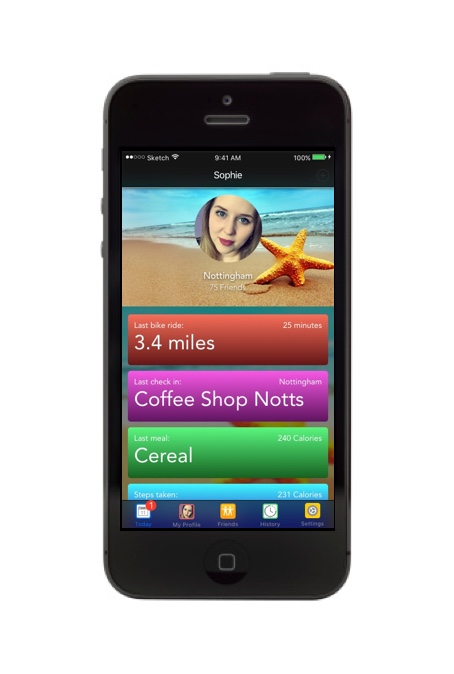 Sketch 9:41 AM 100%
Sophie
Nottingham
75 Friends
Last bike ride: 25 minutes
3.4 miles
Last check in: Nottingham
Coffee Shop Notts
Last meal: 240 Calories
Cereal
Steps taken: 231 Calories
1
Today My Profile Friends History Settings